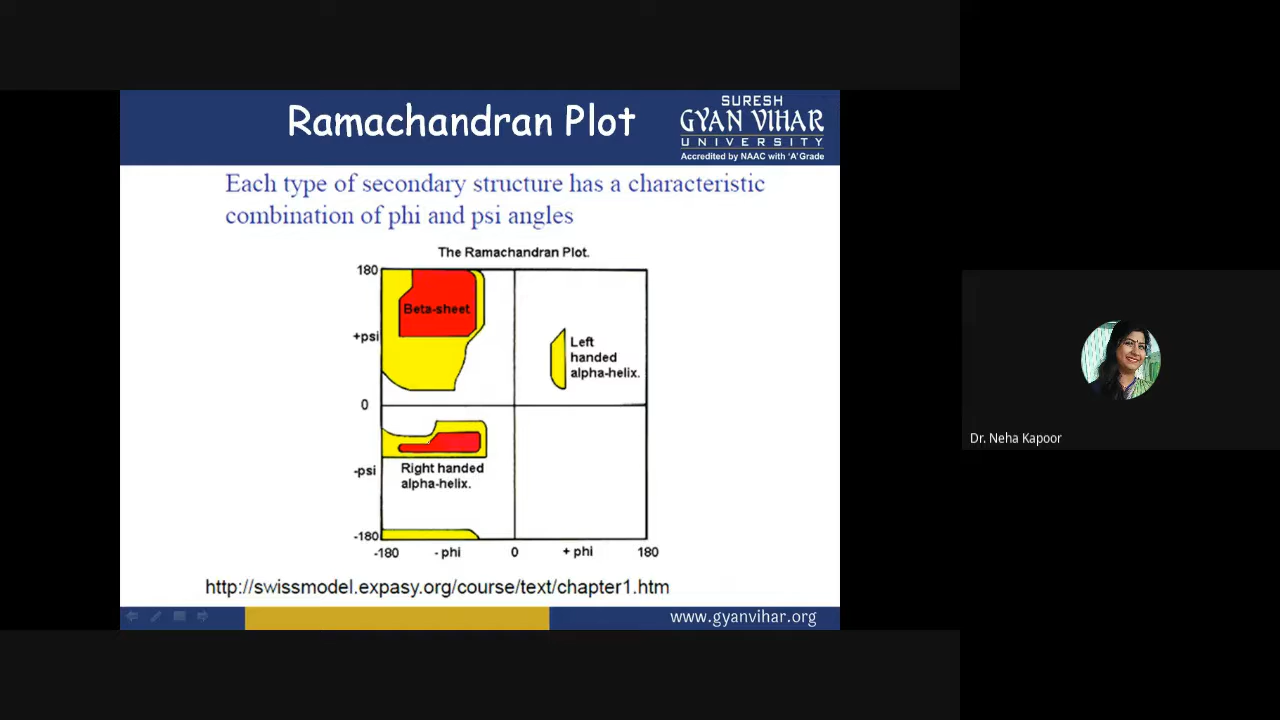 Ramachandran Plot
SURESH
GYAN VIHAR
UNIVERSITY
Accredited by NAAC with 'A' Grade
Each type of secondary structure has a characteristic
combination of phi and psi angles
The Ramachandran Plot.
180
Beta-sheet
+psi
Left
handed
alpha-helix.
0
-psi
Right handed
alpha-helix.
-180
-180
- phi
0
+ phi
180
http://swissmodel.expasy.org/course/text/chapter1.htm
www.gyanvihar.org
Dr. Neha Kapoor